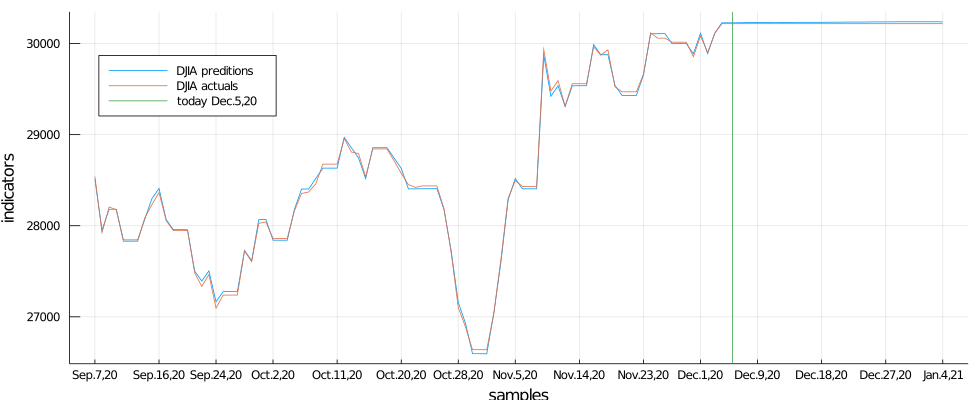 30000
29000
28000
27000
indicators
DJIA preditions
DJIA actuals
today Dec.5,20
Sep.7,20 Sep.16,20 Sep.24,20 Oct.2,20 Oct.11,20 Oct.20,20 Oct.28,20 Nov.5,20 Nov.14,20 Nov.23,20 Dec.1,20 Dec.9,20 Dec.18,20 Dec.27,20 Jan.4,21
samples